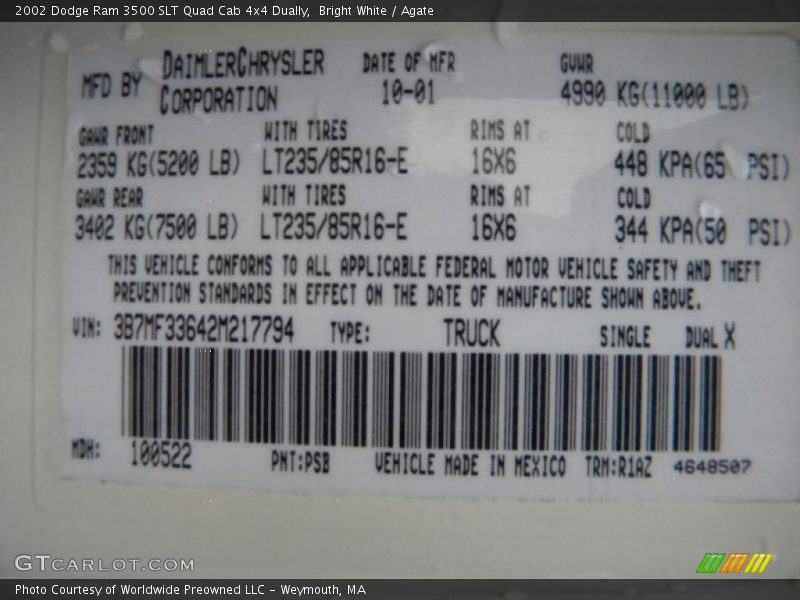 2002 Dodge Ram 3500 SLT Quad Cab 4x4 Dually,  Bright White / Agate
MFD BY DAIMLERCHRYSLER CORPORATION DATE OF MFR 10-01 GVWR 4990 KG(11000 LB)
GAWR FRONT WITH TIRES RIMS AT COLD
2359 KG(5200 LB) LT235/85R16-E 16X6 448 KPA(65 PSI)
GAWR REAR WITH TIRES RIMS AT COLD
3402 KG(7500 LB) LT235/85R16-E 16X6 344 KPA(50 PSI)
THIS VEHICLE CONFORMS TO ALL APPLICABLE FEDERAL MOTOR VEHICLE SAFETY AND THEFT
PREVENTION STANDARDS IN EFFECT ON THE DATE OF MANUFACTURE SHOWN ABOVE.
VIN: 3B7MF33642M217794 TYPE: TRUCK SINGLE DUAL X
MDH: 100522 PNT:PSB VEHICLE MADE IN MEXICO TRM:R1AZ 4648507
GTCARLOT.COM
Photo Courtesy of Worldwide Preowned LLC – Weymouth, MA